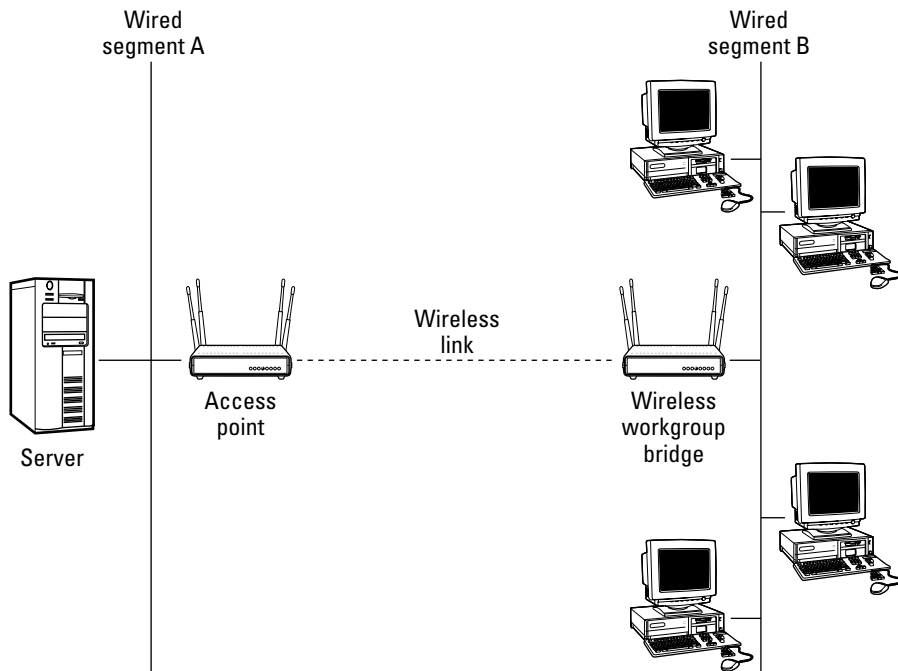 Wired
segment A
Wired
segment B
Wireless
link
Access
point
Wireless
workgroup
bridge
Server